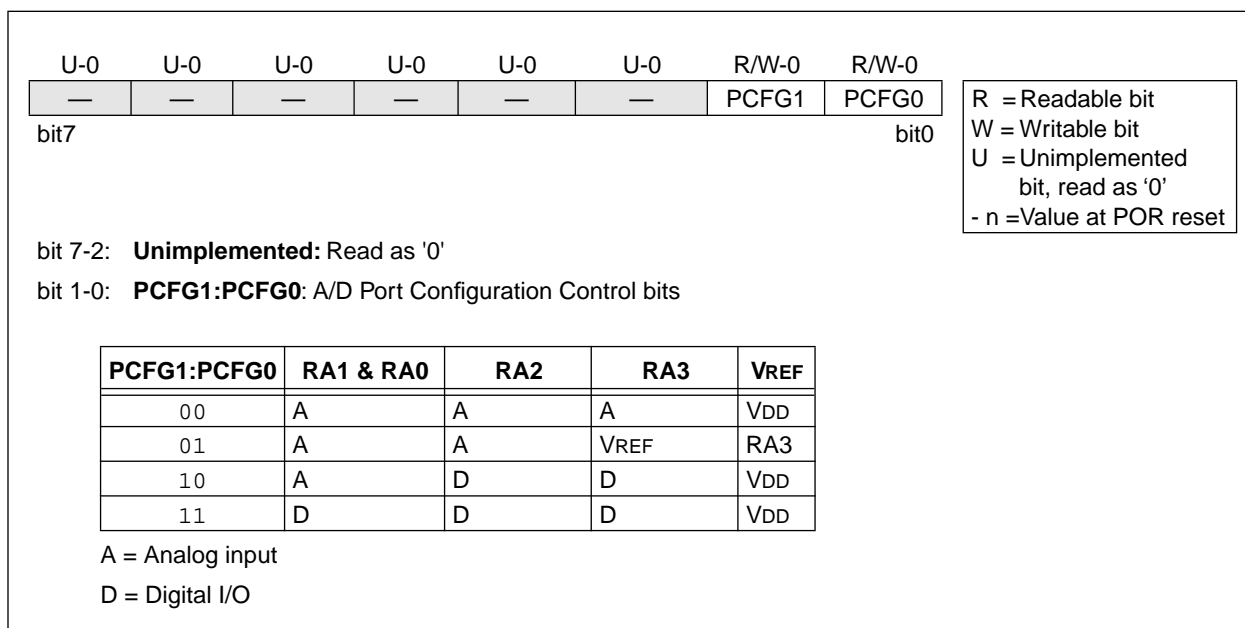 U-0 U-0 U-0 U-0 U-0 U-0 R/W-0 R/W-0
— — — — — — PCFG1 PCFG0
bit7 bit0
R = Readable bit
W = Writable bit
U = Unimplemented
bit, read as ‘0’
- n = Value at POR reset
bit 7-2: Unimplemented: Read as '0'
bit 1-0: PCFG1:PCFG0: A/D Port Configuration Control bits
PCFG1:PCFG0 RA1 & RA0 RA2 RA3 VREF
00 A A A VDD
01 A A VREF RA3
10 A D D VDD
11 D D D VDD
A = Analog input
D = Digital I/O